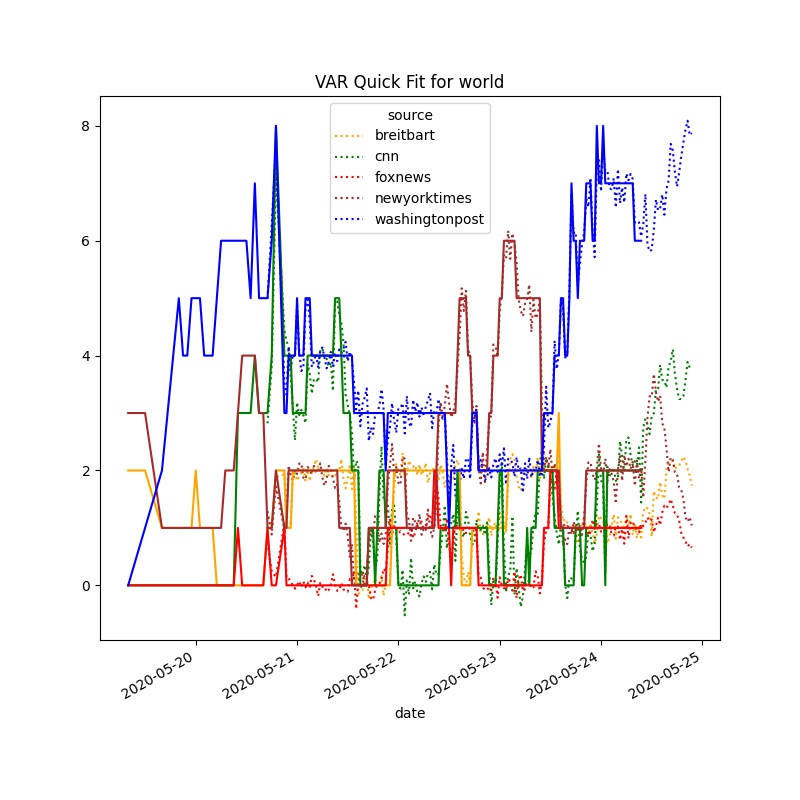 VAR Quick Fit for world
source
breitbart
cnn
foxnews
newyorktimes
washingtonpost
8
6
4
2
0
2020-05-20
2020-05-21
2020-05-22
2020-05-23
2020-05-24
2020-05-25
date